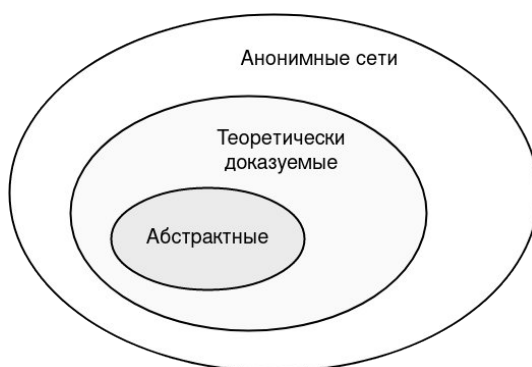 Анонимные сети
Теоретически
доказуемые
Абстрактные